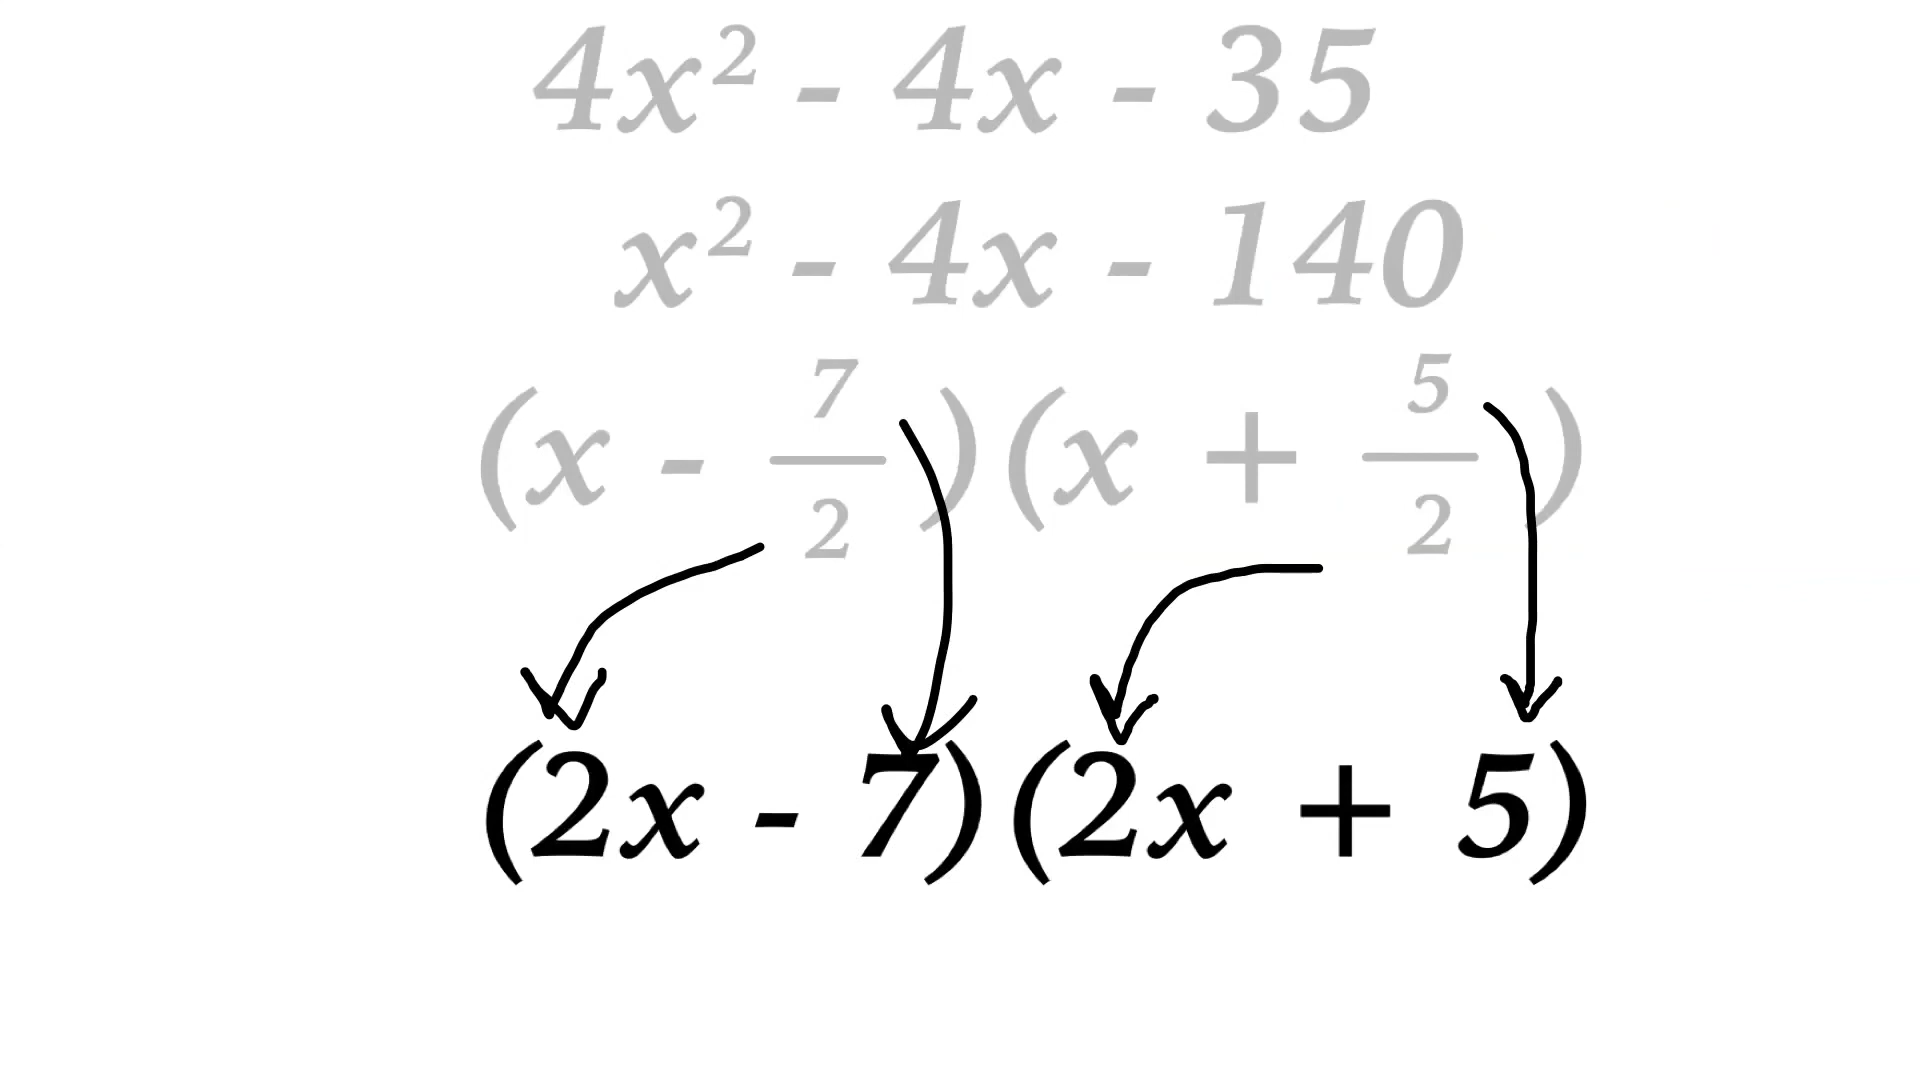 4x² - 4x - 35
x² - 4x - 140
(x - 7/2)(x + 5/2)
(2x - 7)(2x + 5)